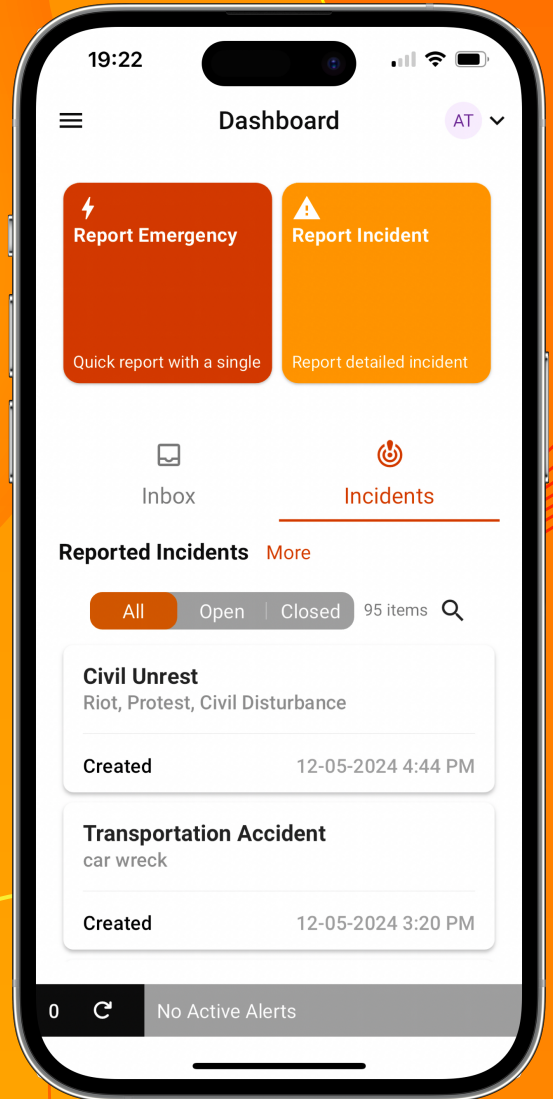 19:22
Dashboard
AT
Report Emergency
Quick report with a single
Report Incident
Report detailed incident
Inbox
Incidents
Reported Incidents More
All Open Closed 95 items
Civil Unrest
Riot, Protest, Civil Disturbance
Created 12-05-2024 4:44 PM
Transportation Accident
car wreck
Created 12-05-2024 3:20 PM
0 No Active Alerts